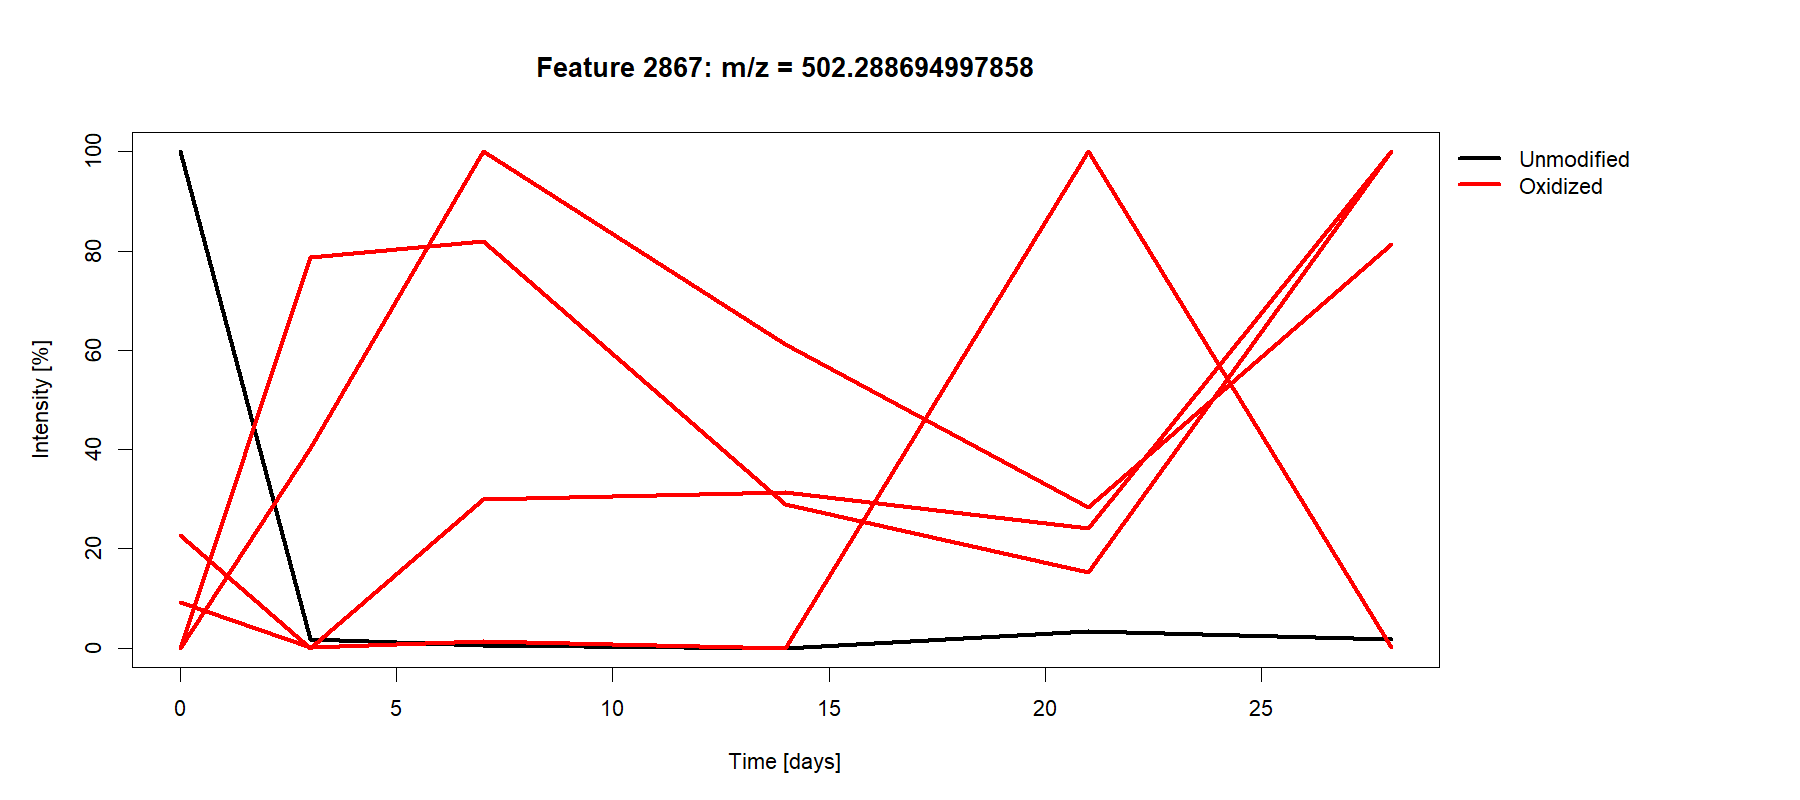 Feature 2867: m/z = 502.288694997858
Unmodified
Oxidized
Intensity [%]
100
80
60
40
20
0
0 5 10 15 20 25
Time [days]